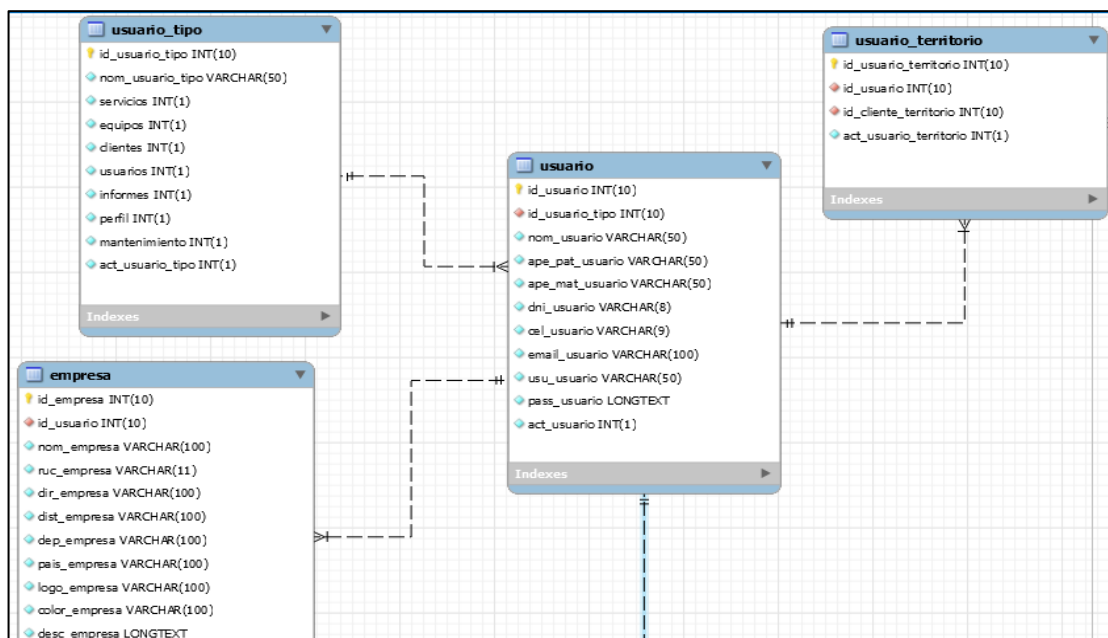 usuario_tipo
id_usuario_tipo INT(10)
nom_usuario_tipo VARCHAR(50)
servicios INT(1)
equipos INT(1)
clientes INT(1)
usuarios INT(1)
informes INT(1)
perfil INT(1)
mantenimiento INT(1)
act_usuario_tipo INT(1)
Indexes
usuario_territorio
id_usuario_territorio INT(10)
id_usuario INT(10)
id_cliente_territorio INT(10)
act_usuario_territorio INT(1)
Indexes
usuario
id_usuario INT(10)
id_usuario_tipo INT(10)
nom_usuario VARCHAR(50)
ape_pat_usuario VARCHAR(50)
ape_mat_usuario VARCHAR(50)
dni_usuario VARCHAR(8)
cel_usuario VARCHAR(9)
email_usuario VARCHAR(100)
usu_usuario VARCHAR(50)
pass_usuario LONGTEXT
act_usuario INT(1)
Indexes
empresa
id_empresa INT(10)
id_usuario INT(10)
nom_empresa VARCHAR(100)
ruc_empresa VARCHAR(11)
dir_empresa VARCHAR(100)
dist_empresa VARCHAR(100)
dep_empresa VARCHAR(100)
pais_empresa VARCHAR(100)
logo_empresa VARCHAR(100)
color_empresa VARCHAR(100)
desc_empresa LONGTEXT